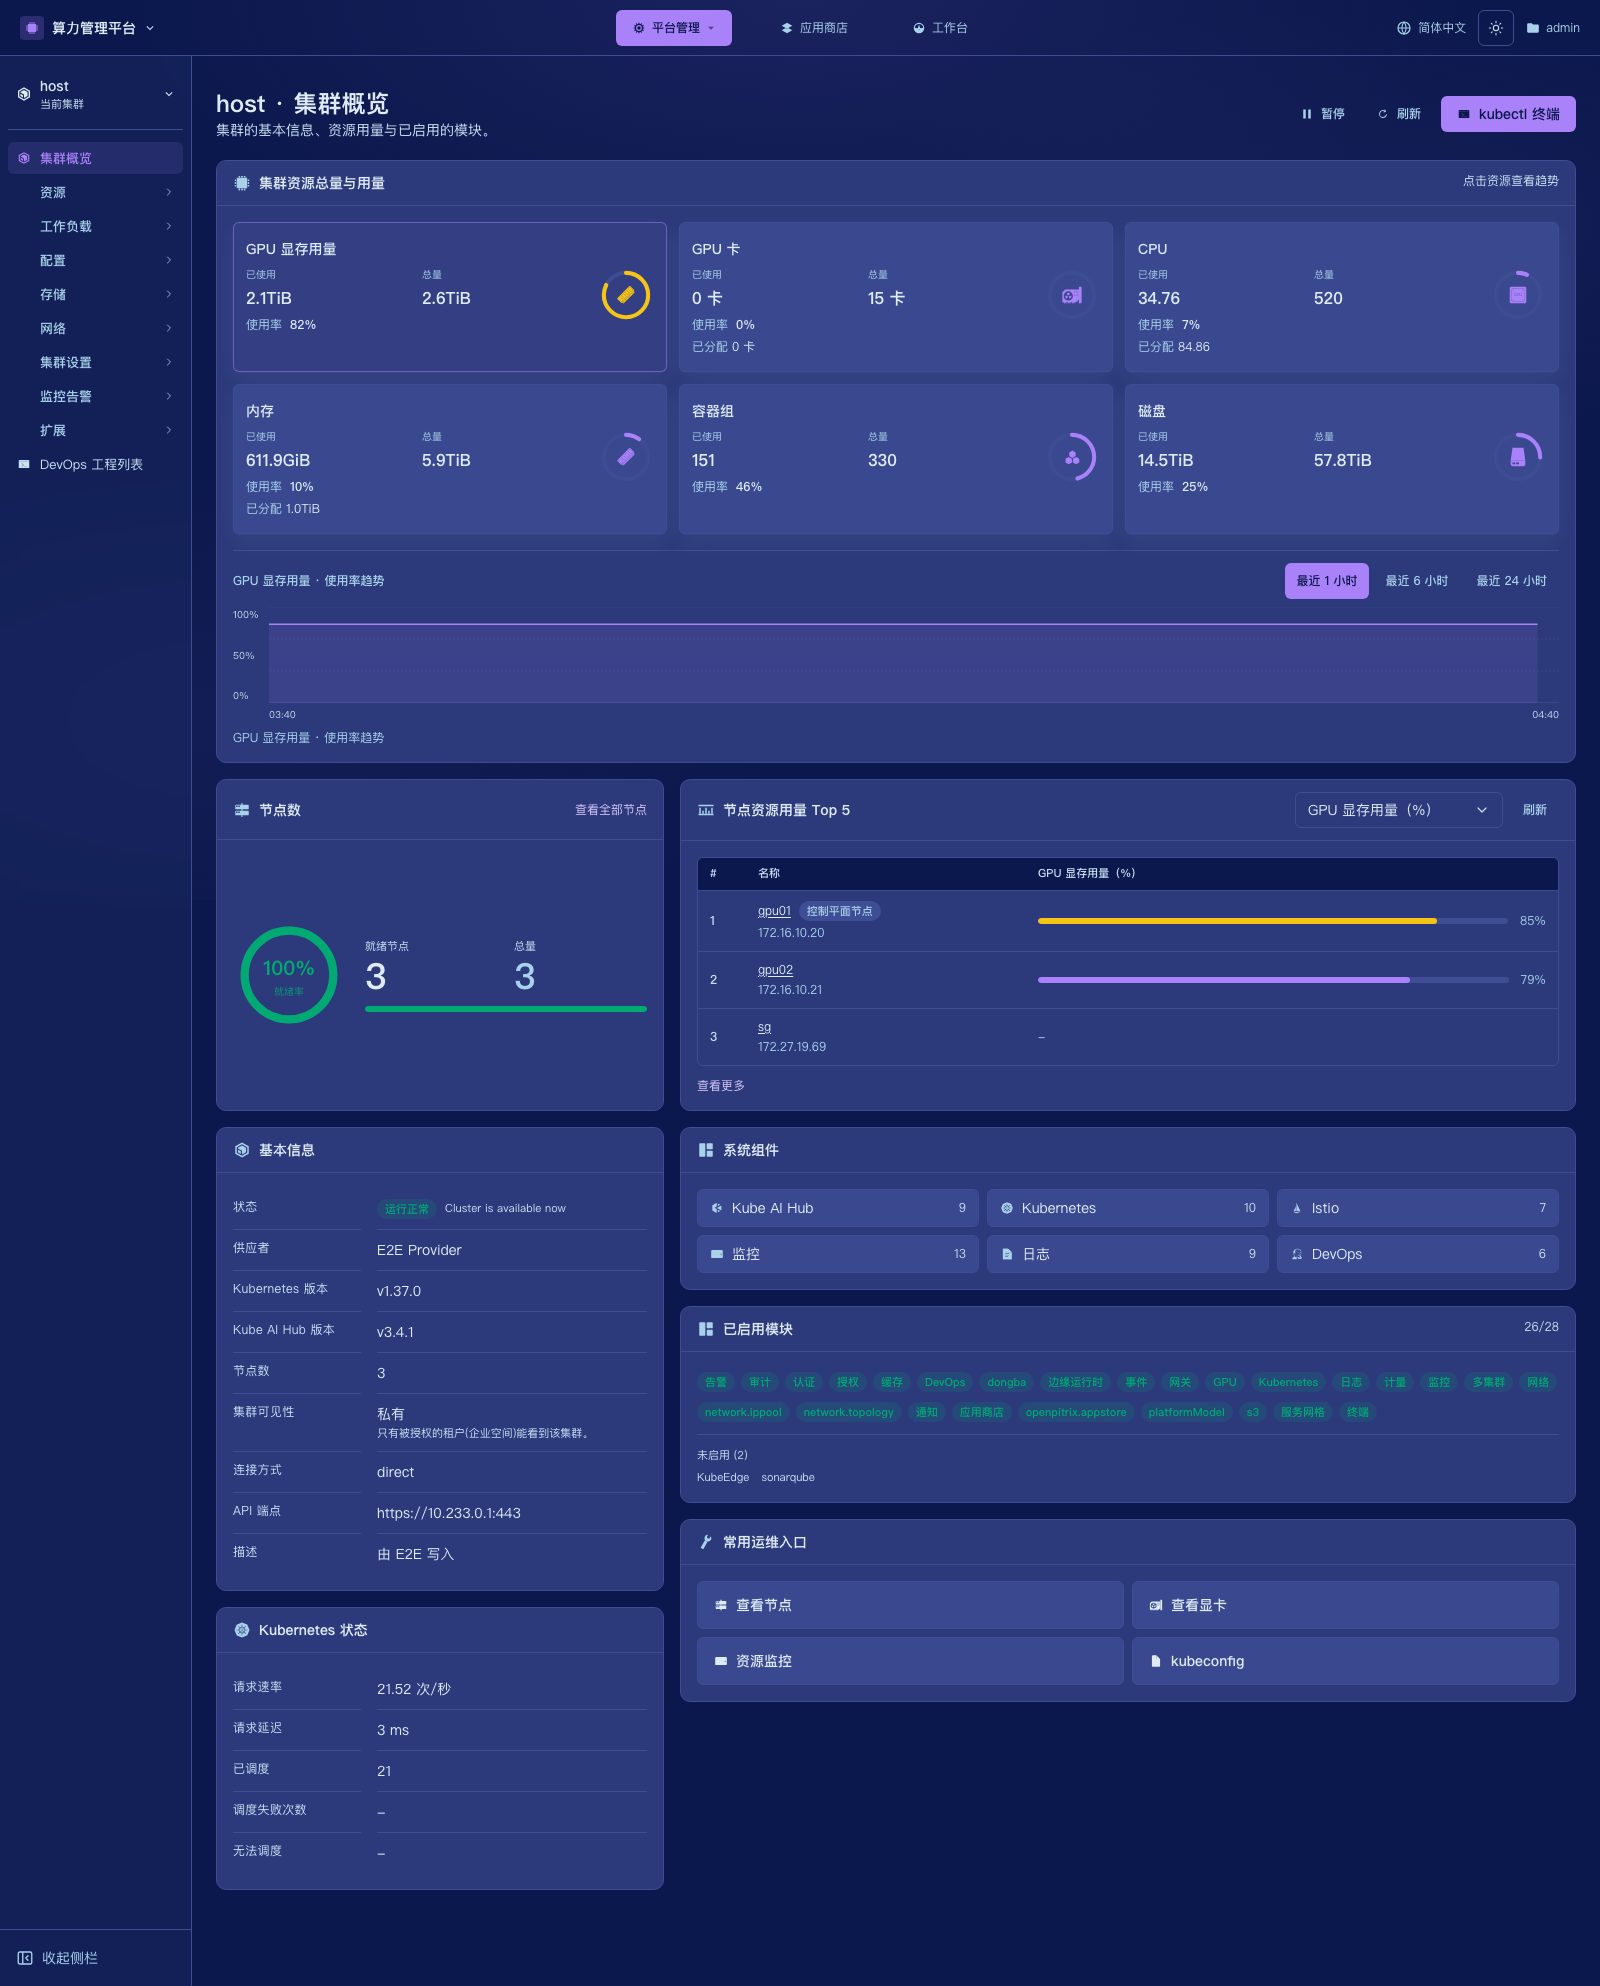 算力管理平台
平台管理
应用商店
工作台
简体中文
admin
host
当前集群
集群概览
资源
工作负载
配置
存储
网络
集群设置
监控告警
扩展
DevOps 工程列表
收起侧栏
host · 集群概览
集群的基本信息、资源用量与已启用的模块。
暂停
刷新
kubectl 终端
集群资源总量与用量
点击资源查看趋势
GPU 显存用量
已使用 总量
2.1TiB 2.6TiB
使用率 82%
GPU 卡
已使用 总量
0 卡 15 卡
使用率 0%
已分配 0 卡
CPU
已使用 总量
34.76 520
使用率 7%
已分配 84.86
内存
已使用 总量
611.9GiB 5.9TiB
使用率 10%
已分配 1.0TiB
容器组
已使用 总量
151 330
使用率 46%
磁盘
已使用 总量
14.5TiB 57.8TiB
使用率 25%
GPU 显存用量 · 使用率趋势
最近 1 小时 最近 6 小时 最近 24 小时
100%
50%
0%
03:40 04:40
GPU 显存用量 · 使用率趋势
节点数
查看全部节点
100%
就绪率
就绪节点 总量
3 3
节点资源用量 Top 5
GPU 显存用量（%）
刷新
# 名称 GPU 显存用量（%）
1 gpu01 控制平面节点 85%
172.16.10.20
2 gpu02 79%
172.16.10.21
3 sg –
172.27.19.69
查看更多
基本信息
状态 运行正常 Cluster is available now
供应者 E2E Provider
Kubernetes 版本 v1.37.0
Kube AI Hub 版本 v3.4.1
节点数 3
集群可见性 私有
只有被授权的租户(企业空间)能看到该集群。
连接方式 direct
API 端点 https://10.233.0.1:443
描述 由 E2E 写入
Kubernetes 状态
请求速率 21.52 次/秒
请求延迟 3 ms
已调度 21
调度失败次数 –
无法调度 –
系统组件
Kube AI Hub 9
Kubernetes 10
Istio 7
监控 13
日志 9
DevOps 6
已启用模块
26/28
告警 审计 认证 授权 缓存 DevOps dongba 边缘运行时 事件 网关 GPU Kubernetes 日志 计量 监控 多集群 网络
network.ippool network.topology 通知 应用商店 openpitrix.appstore platformModel s3 服务网格 终端
未启用 (2)
KubeEdge sonarqube
常用运维入口
查看节点
查看显卡
资源监控
kubeconfig